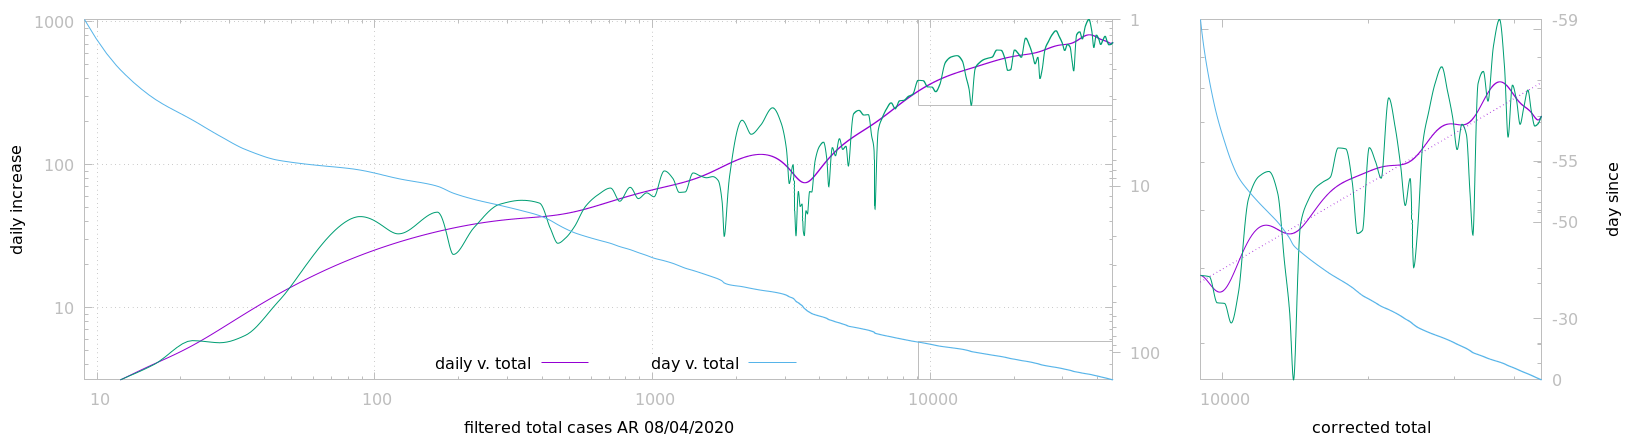 1000
100
10
daily increase
10
100
1000
10000
filtered total cases AR 08/04/2020
daily v. total
day v. total
1
10
100
10000
corrected total
-59
-55
-50
-30
0
day since